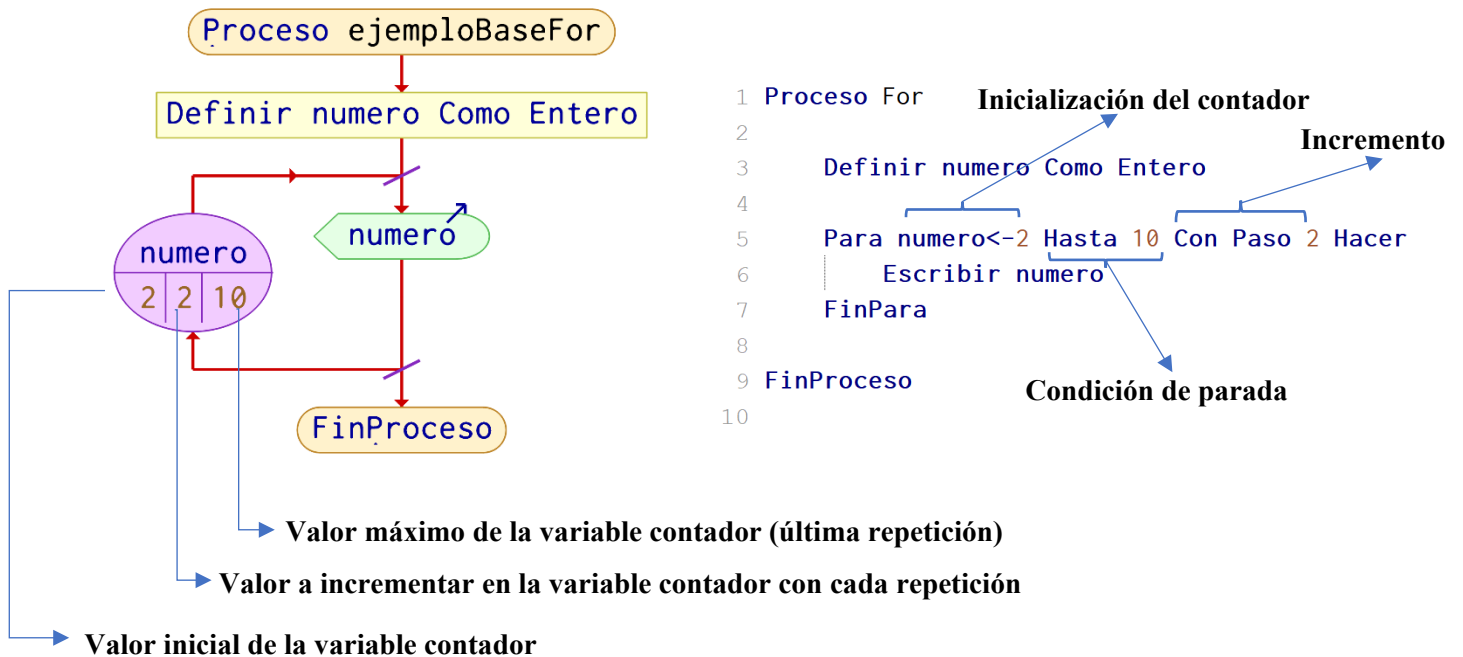 Proceso ejemploBaseFor
Definir numero Como Entero
numero
numero
2 2 10
FinProceso
Valor máximo de la variable contador (última repetición)
Valor a incrementar en la variable contador con cada repetición
Valor inicial de la variable contador
Inicialización del contador
Incremento
1 Proceso For
2
3 Definir numero Como Entero
4
5 Para numero<-2 Hasta 10 Con Paso 2 Hacer
6 Escribir numero
7 FinPara
8
9 FinProceso
10
Condición de parada